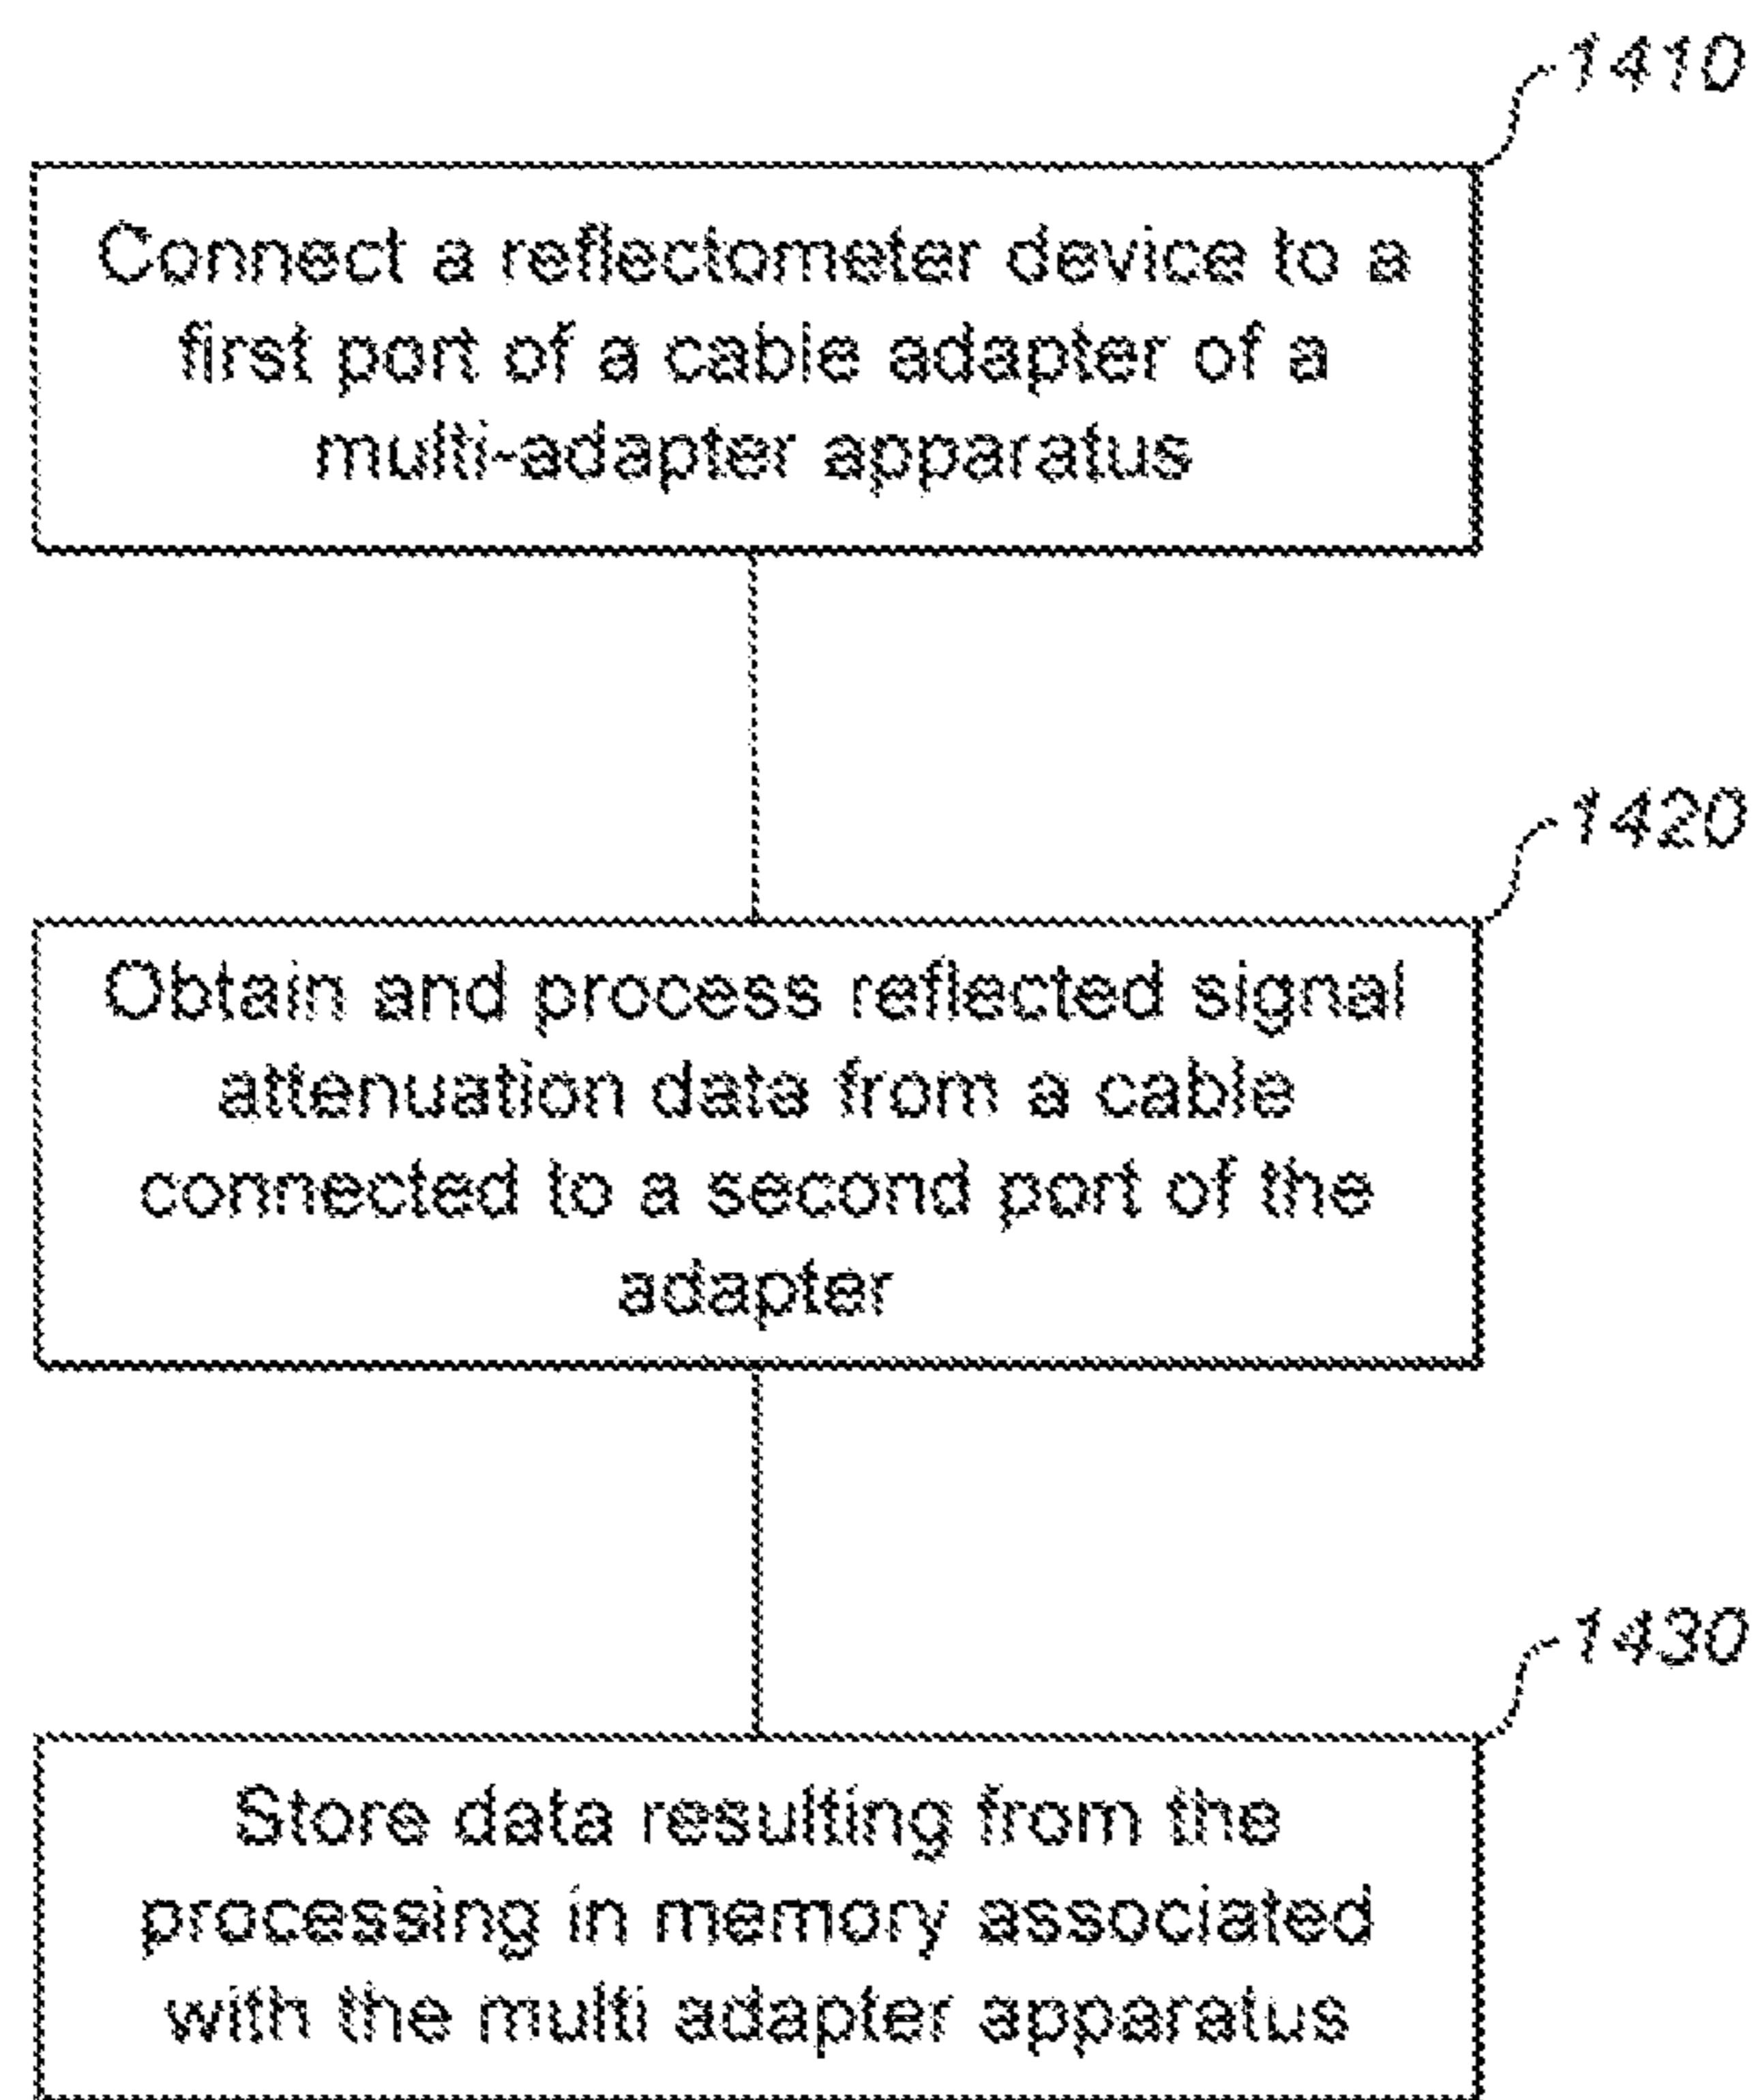 1410
Connect a reflectometer device to a
first port of a cable adapter of a
multi-adapter apparatus
1420
Obtain and process reflected signal
attenuation data from a cable
connected to a second port of the
adapter
1430
Store data resulting from the
processing in memory associated
with the multi adapter apparatus